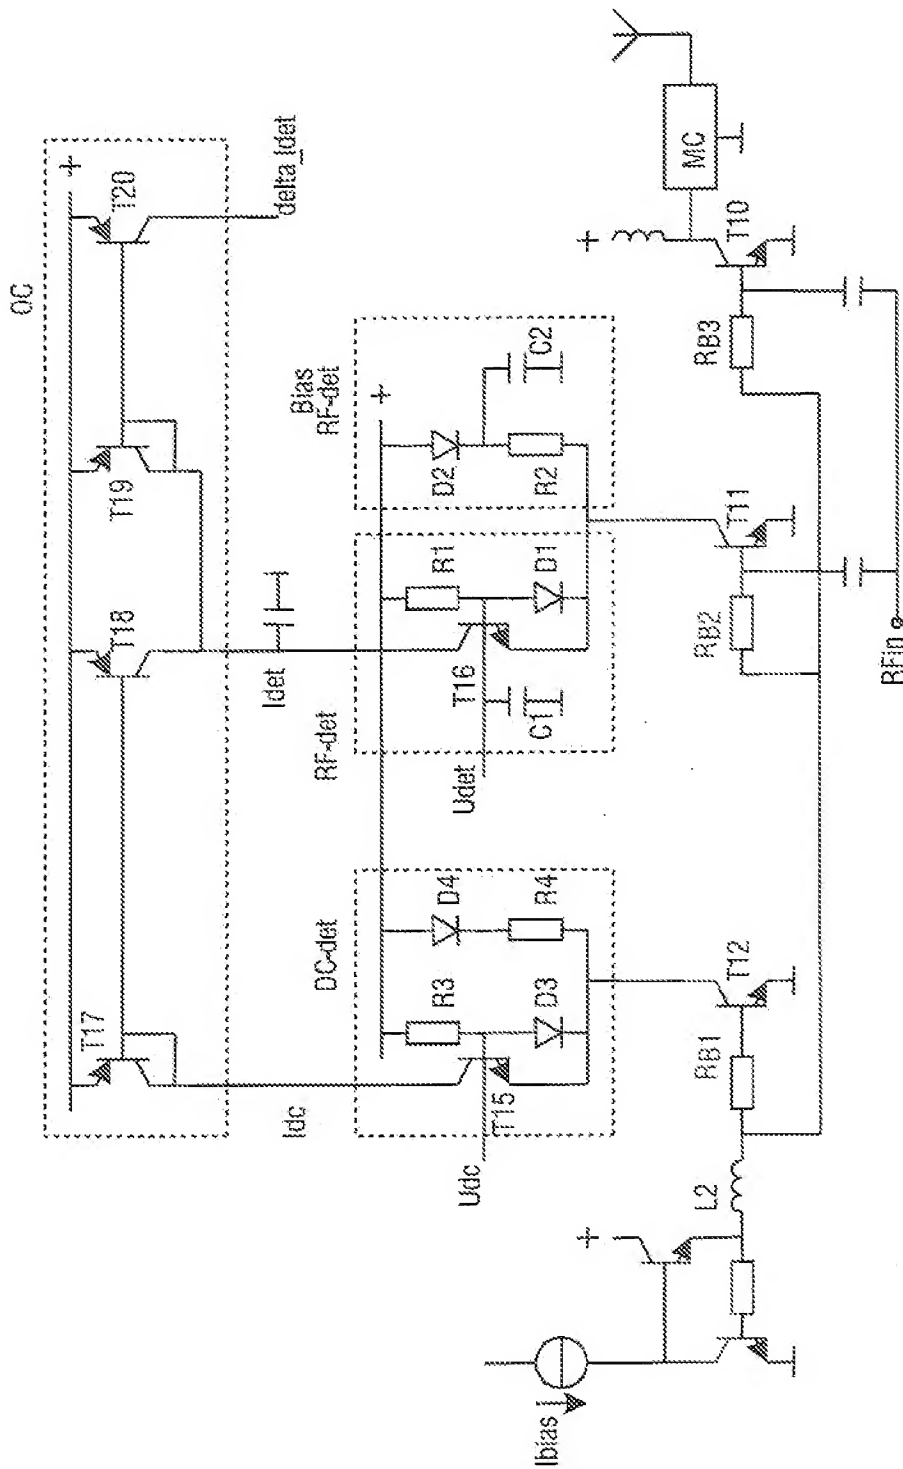 OC
+
T17
T18
T19
T20
Idc
Idet
delta_Idet
DC-det
RF-det
Bias
RF-det
+
R3
D4
R1
D2
T15
D3
R4
T16
D1
R2
C1
C2
Udc
Udet
Ibias
+
L2
RB1
T12
RB2
T11
RB3
T10
+
MC
RFin